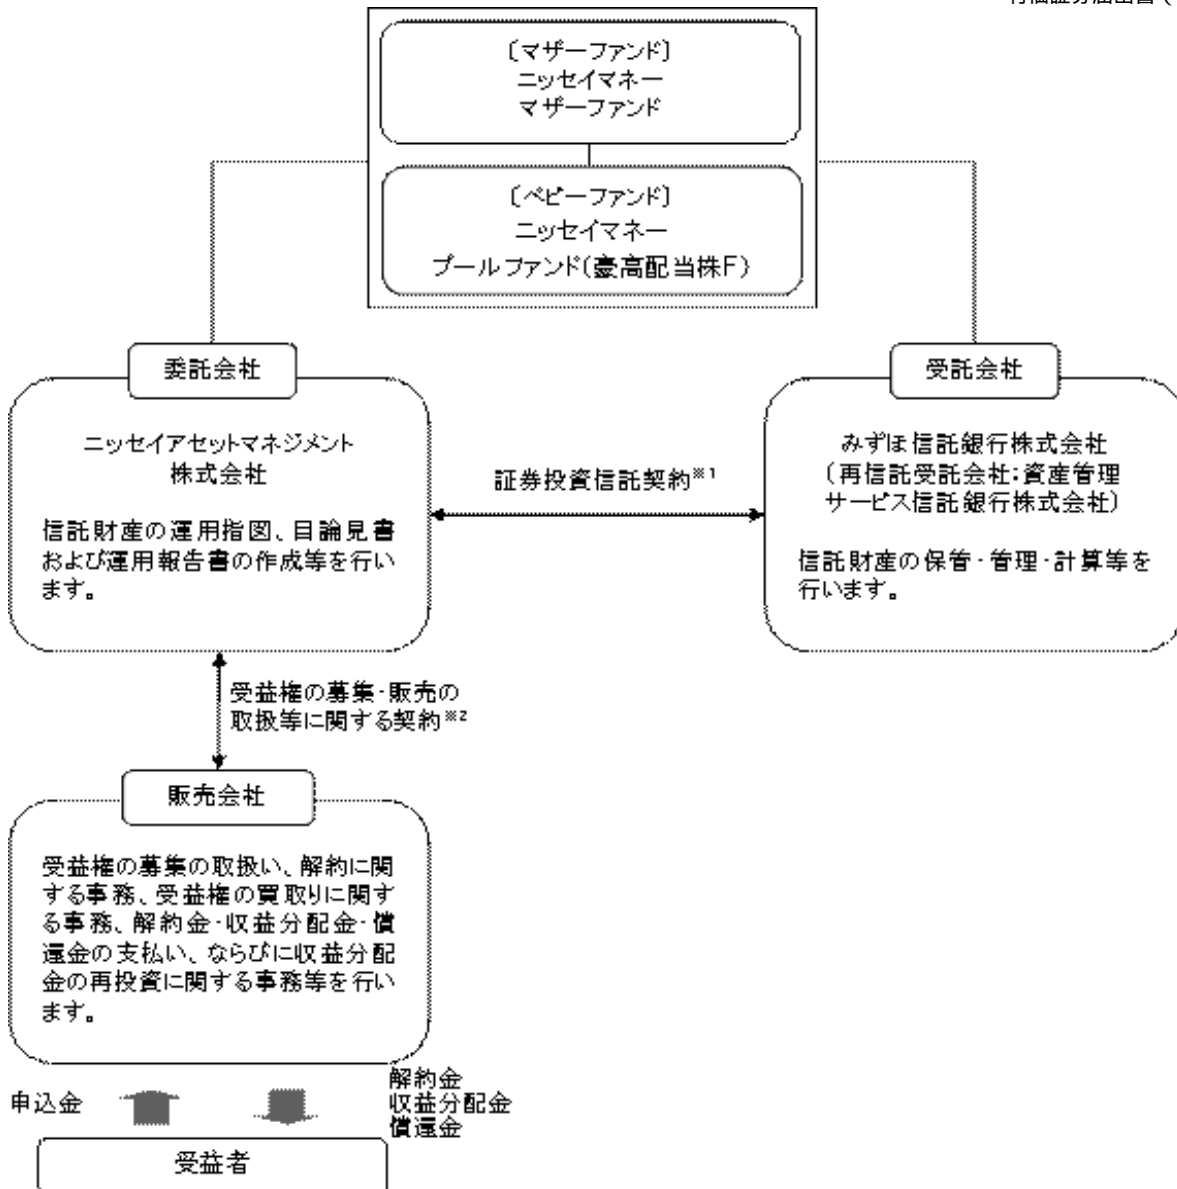 〔マザーファンド〕
ニッセイマネー
マザーファンド
〔ベビーファンド〕
ニッセイマネー
プールファンド(豪高配当株F)
委託会社
ニッセイアセットマネジメント
株式会社
信託財産の運用指図、目論見書
および運用報告書の作成等を行い
ます。
証券投資信託契約※1
受託会社
みずほ信託銀行株式会社
(再信託受託会社:資産管理
サービス信託銀行株式会社)
信託財産の保管・管理・計算等を
行います。
受益権の募集・販売の
取扱等に関する契約※2
販売会社
受益権の募集の取扱い、解約に関
する事務、受益権の買取りに関す
る事務、解約金・収益分配金・償
還金の支払い、ならびに収益分配
金の再投資に関する事務等を行い
ます。
申込金
解約金
収益分配金
償還金
受益者